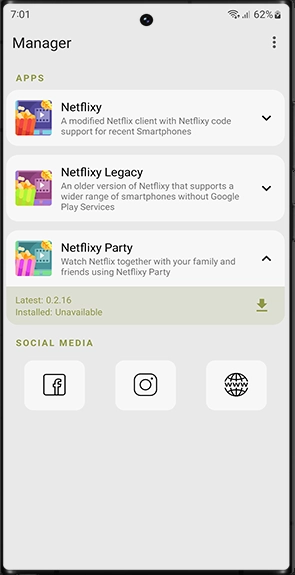 7:01 62%
Manager
APPS
Netflixy
A modified Netflix client with Netflixy code
support for recent Smartphones
Netflixy Legacy
An older version of Netflixy that supports a
wider range of smartphones without Google
Play Services
Netflixy Party
Watch Netflix together with your family and
friends using Netflixy Party
Latest: 0.2.16
Installed: Unavailable
SOCIAL MEDIA
WWW